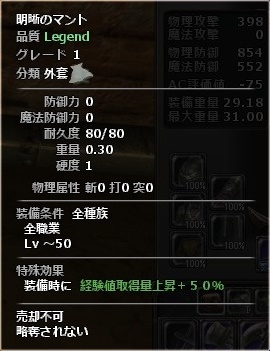 明晰のマント
品質 Legend
グレード 1
分類 外套
防御力 0
魔法防御力 0
耐久度 80/80
重量 0.30
硬度 1
物理属性 斬0 打0 突0
装備条件 全種族
全職業
Lv ～50
特殊効果
装備時に 経験値取得量上昇+ 50%
売却不可
略奪されない
物理攻撃 398
魔法攻撃 0
物理防御 854
魔法防御 552
AC評価値 -75
装備重量 29.18
最大重量 31.00
100%
100%
100%
100%